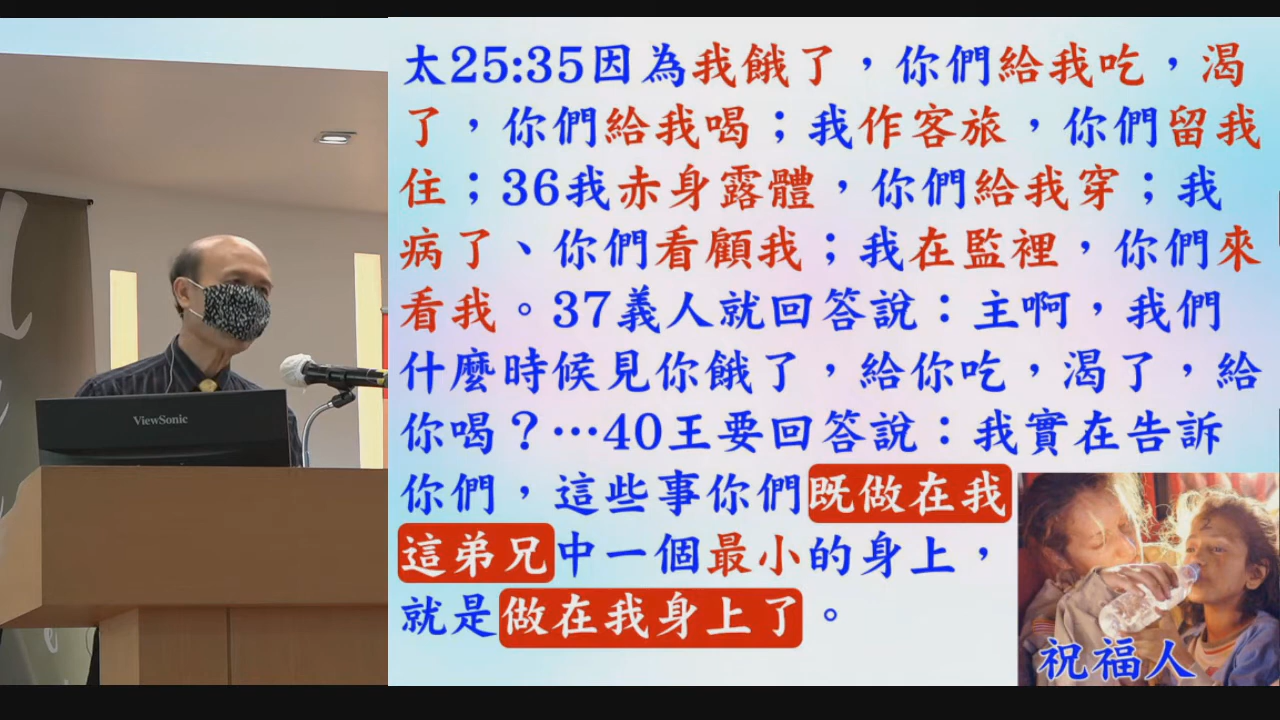 太25:35因為我餓了，你們給我吃，渴
了，你們給我喝；我作客旅，你們留我
住；36我赤身露體，你們給我穿；我
病了、你們看顧我；我在監裡，你們來
看我。37義人就回答說：主啊，我們
什麼時候見你餓了，給你吃，渴了，給
你喝？…40王要回答說：我實在告訴
你們，這些事你們既做在我
這弟兄中一個最小的身上，
就是做在我身上了。
祝福人
ViewSonic